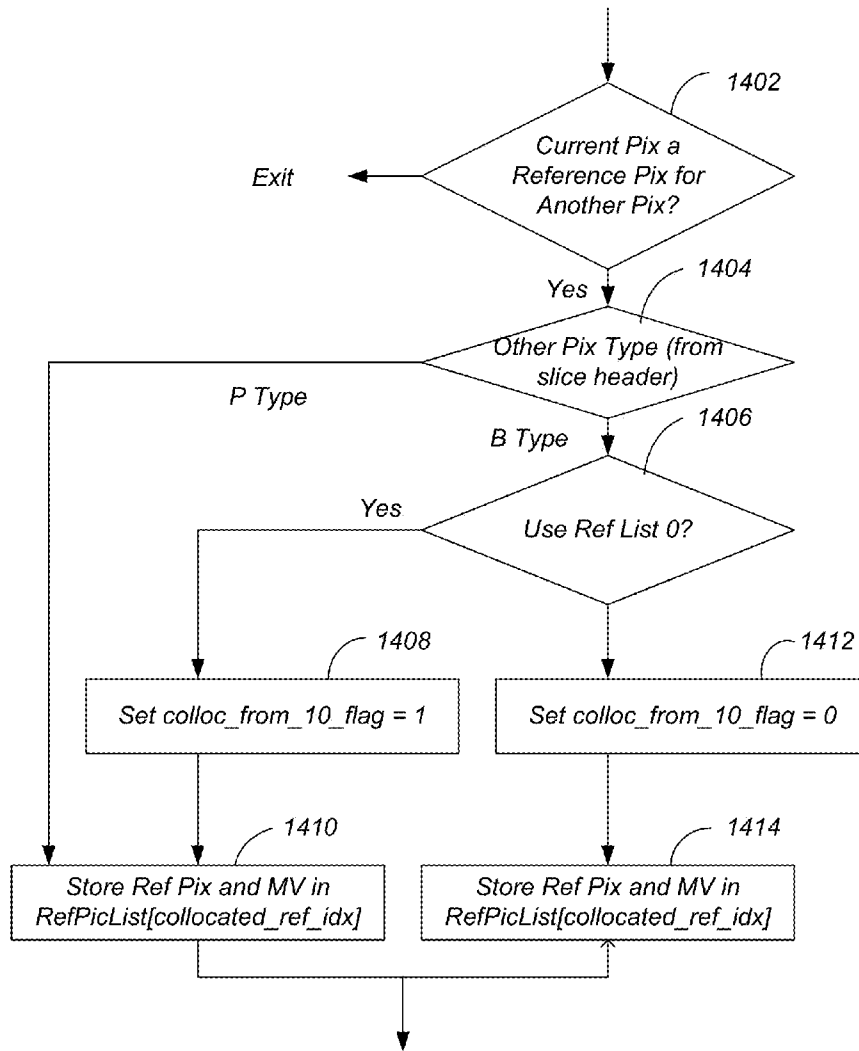 1402
Current Pix a
Reference Pix for
Another Pix?
Exit
Yes
1404
Other Pix Type (from
slice header)
P Type
B Type
1406
Yes
Use Ref List 0?
1408
1412
Set colloc_from_10_flag = 1
Set colloc_from_10_flag = 0
1410
1414
Store Ref Pix and MV in
RefPicList[collocated_ref_idx]
Store Ref Pix and MV in
RefPicList[collocated_ref_idx]